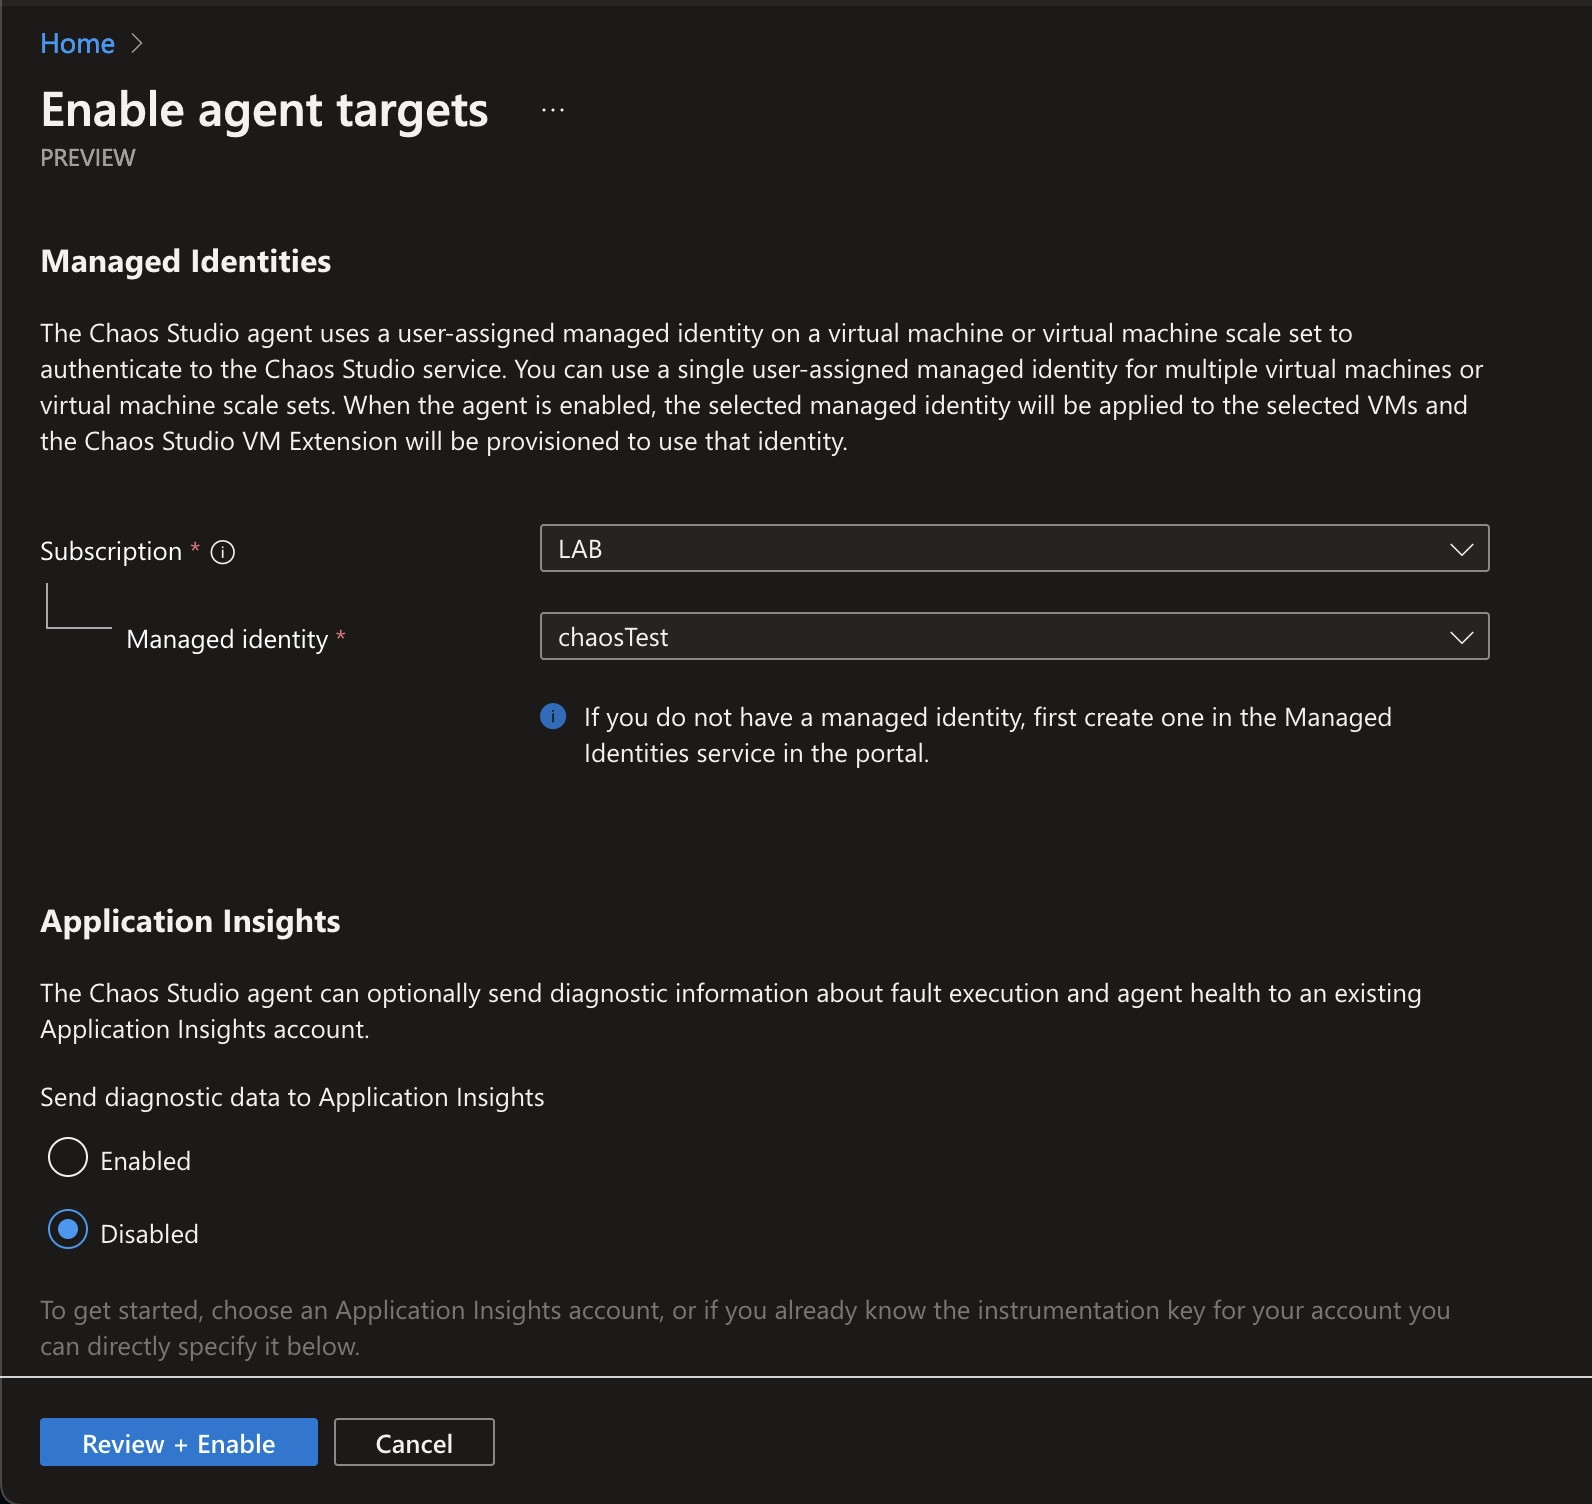 Home
Enable agent targets ...
PREVIEW
Managed Identities
The Chaos Studio agent uses a user-assigned managed identity on a virtual machine or virtual machine scale set to
authenticate to the Chaos Studio service. You can use a single user-assigned managed identity for multiple virtual machines or
virtual machine scale sets. When the agent is enabled, the selected managed identity will be applied to the selected VMs and
the Chaos Studio VM Extension will be provisioned to use that identity.
Subscription * LAB
Managed identity * chaosTest
If you do not have a managed identity, first create one in the Managed
Identities service in the portal.
Application Insights
The Chaos Studio agent can optionally send diagnostic information about fault execution and agent health to an existing
Application Insights account.
Send diagnostic data to Application Insights
Enabled
Disabled
To get started, choose an Application Insights account, or if you already know the instrumentation key for your account you
can directly specify it below.
Review + Enable Cancel